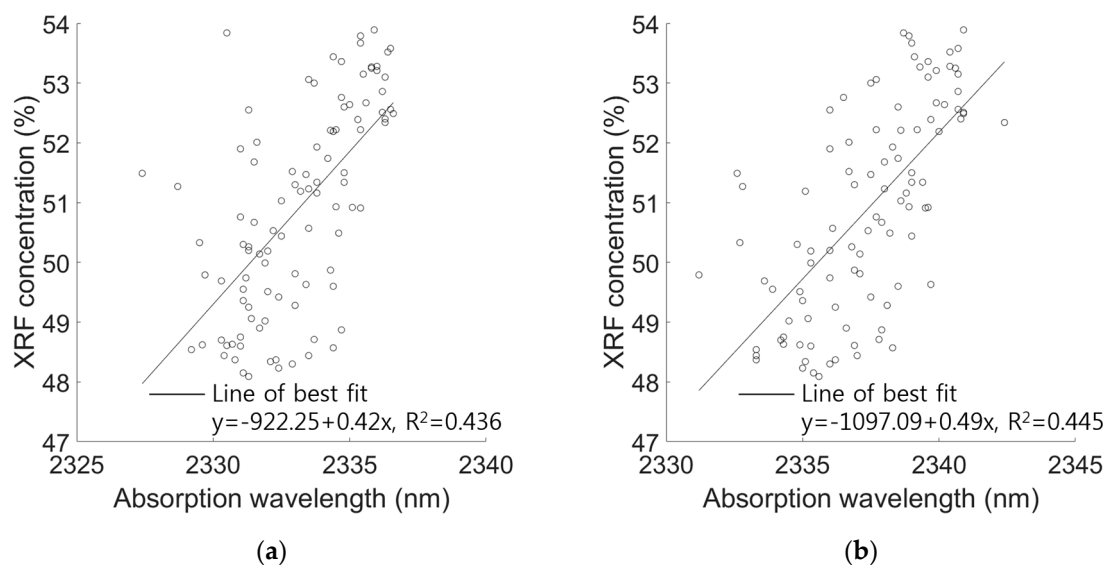 XRF concentration (%)
54
53
52
51
50
49
48
47
2325
2330
2335
2340
Absorption wavelength (nm)
Line of best fit
y=-922.25+0.42x, R²=0.436
(a)
XRF concentration (%)
54
53
52
51
50
49
48
47
2330
2335
2340
2345
Absorption wavelength (nm)
Line of best fit
y=-1097.09+0.49x, R²=0.445
(b)